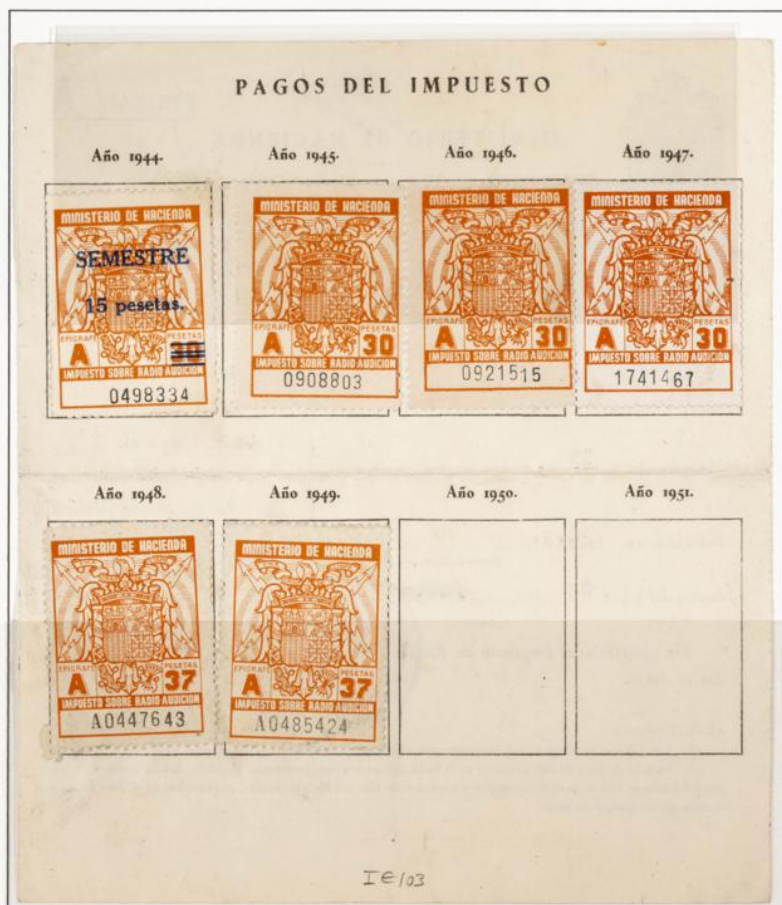 PAGOS DEL IMPUESTO
Año 1944. Año 1945. Año 1946. Año 1947.
MINISTERIO DE HACIENDA
SEMESTRE
15 pesetas.
EPIGRAFE PESETAS
A 30
IMPUESTO SOBRE RADIO AUDICION
0498334
MINISTERIO DE HACIENDA
EPIGRAFE PESETAS
A 30
IMPUESTO SOBRE RADIO AUDICION
0908803
MINISTERIO DE HACIENDA
EPIGRAFE PESETAS
A 30
IMPUESTO SOBRE RADIO AUDICION
0921515
MINISTERIO DE HACIENDA
EPIGRAFE PESETAS
A 30
IMPUESTO SOBRE RADIO AUDICION
1741467
Año 1948. Año 1949. Año 1950. Año 1951.
MINISTERIO DE HACIENDA
EPIGRAFE PESETAS
A 37
IMPUESTO SOBRE RADIO AUDICION
A0447643
MINISTERIO DE HACIENDA
EPIGRAFE PESETAS
A 37
IMPUESTO SOBRE RADIO AUDICION
A0485424
I€/03